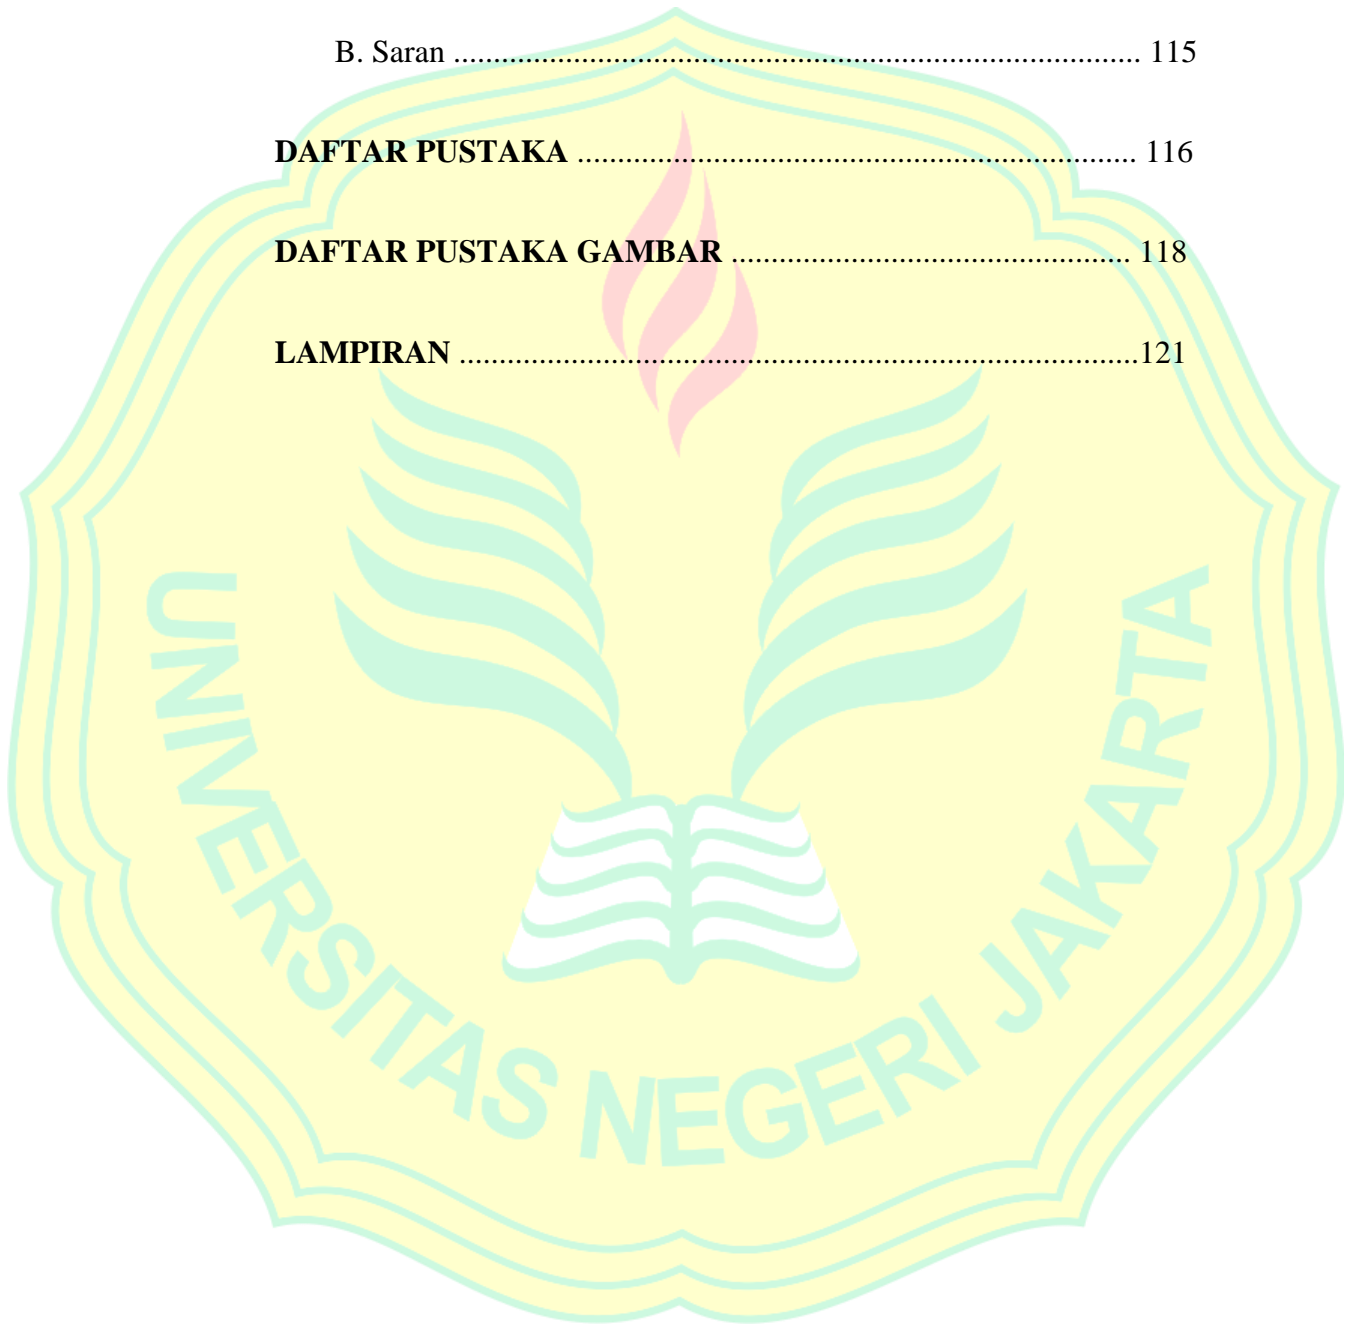 B. Saran ...................................................................................... 115
DAFTAR PUSTAKA ...................................................................... 116
DAFTAR PUSTAKA GAMBAR .................................................. 118
LAMPIRAN .....................................................................................121
UNIVERSITAS NEGERI JAKARTA